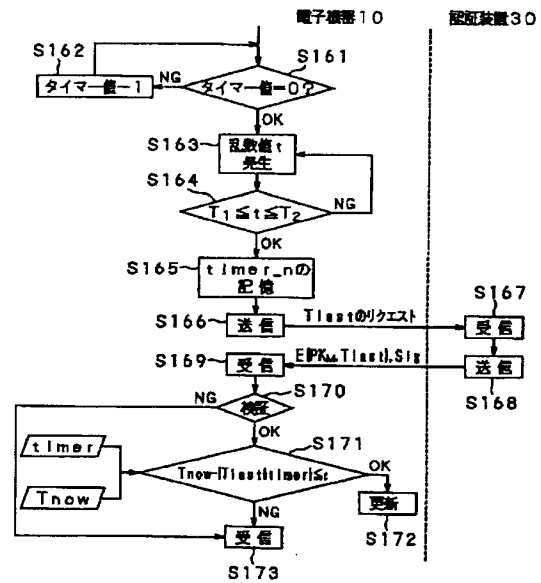 電子機器10
認証装置30
S162
S161
タイマー値−1
NG
タイマー値=0?
OK
S163
乱数値t
発生
S164
T1≦t≦T2
NG
OK
S165
timer_nの
記憶
S167
S166
送信
Tlastのリクエスト
受信
S169
受信
送信
S168
S170
NG
検証
OK
S171
timer
Tnow
OK
更新
NG
S172
受信
S173